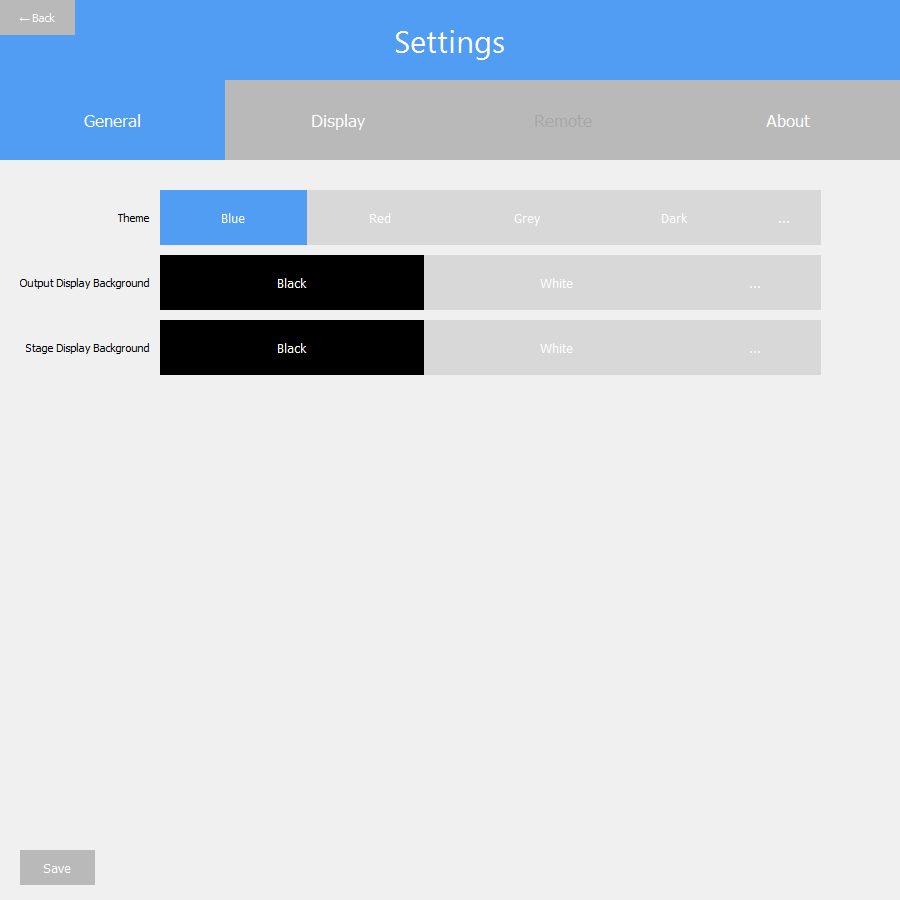 ←Back
Settings
General Display Remote About
Theme Blue Red Grey Dark ...
Output Display Background Black White ...
Stage Display Background Black White ...
Save